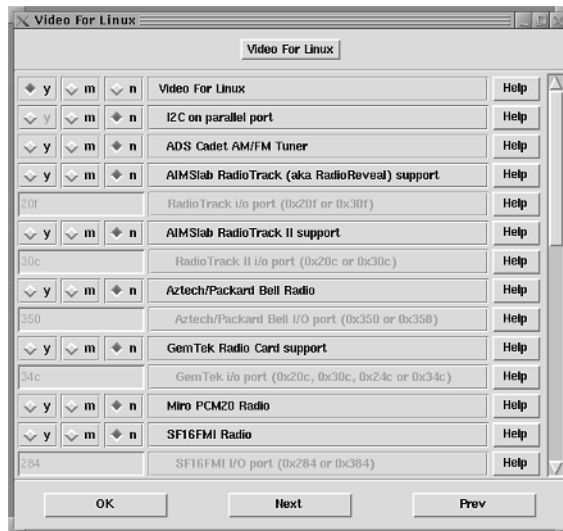 Video For Linux
Video For Linux
y m n Video For Linux Help
y m n I2C on parallel port Help
y m n ADS Cadet AM/FM Tuner Help
y m n AIMSlab RadioTrack (aka RadioReveal) support Help
20f RadioTrack i/o port (0x20f or 0x30f) Help
y m n AIMSlab RadioTrack II support Help
30c RadioTrack II i/o port (0x20c or 0x30c) Help
y m n Aztech/Packard Bell Radio Help
350 Aztech/Packard Bell I/O port (0x350 or 0x358) Help
y m n GemTek Radio Card support Help
34c GemTek i/o port (0x20c, 0x30c, 0x24c or 0x34c) Help
y m n Miro PCM20 Radio Help
y m n SF16FMI Radio Help
284 SF16FMI I/O port (0x284 or 0x384) Help
OK Next Prev